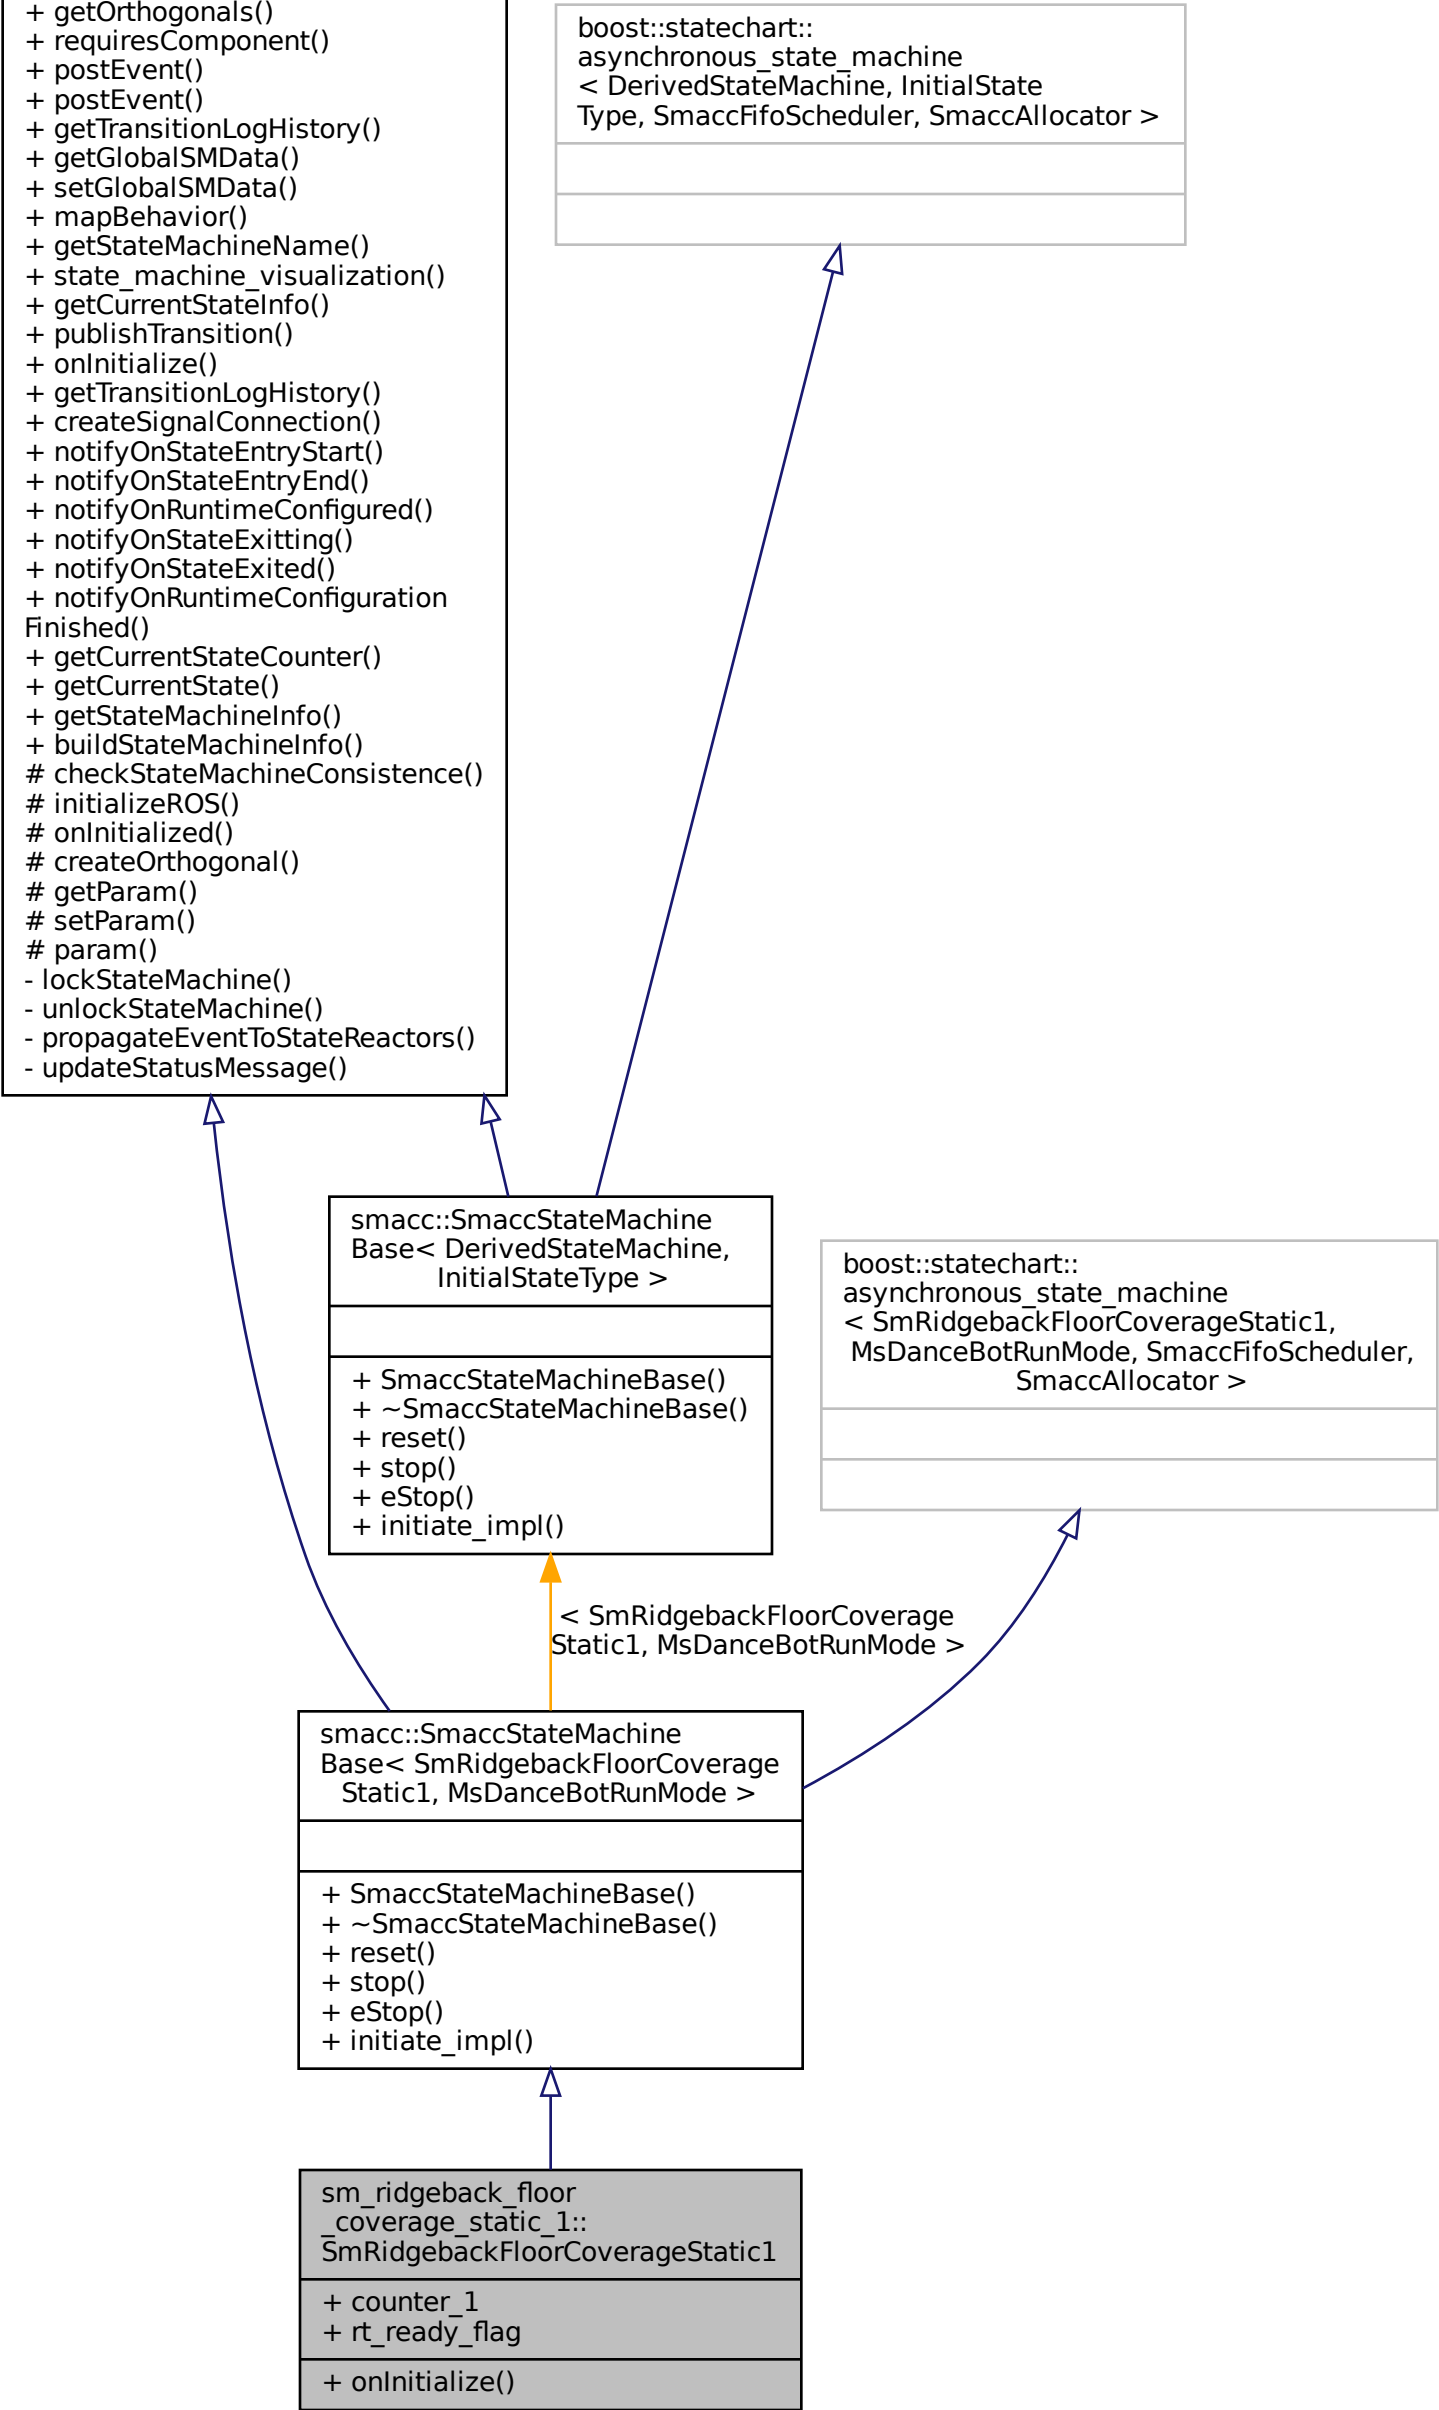 + getOrthogonals()
+ requiresComponent()
+ postEvent()
+ postEvent()
+ getTransitionLogHistory()
+ getGlobalSMData()
+ setGlobalSMData()
+ mapBehavior()
+ getStateMachineName()
+ state_machine_visualization()
+ getCurrentStateInfo()
+ publishTransition()
+ onInitialize()
+ getTransitionLogHistory()
+ createSignalConnection()
+ notifyOnStateEntryStart()
+ notifyOnStateEntryEnd()
+ notifyOnRuntimeConfigured()
+ notifyOnStateExitting()
+ notifyOnStateExited()
+ notifyOnRuntimeConfiguration
Finished()
+ getCurrentStateCounter()
+ getCurrentState()
+ getStateMachineInfo()
+ buildStateMachineInfo()
# checkStateMachineConsistence()
# initializeROS()
# onInitialized()
# createOrthogonal()
# getParam()
# setParam()
# param()
- lockStateMachine()
- unlockStateMachine()
- propagateEventToStateReactors()
- updateStatusMessage()
boost::statechart::
asynchronous_state_machine
< DerivedStateMachine, InitialState
Type, SmaccFifoScheduler, SmaccAllocator >
smacc::SmaccStateMachine
Base< DerivedStateMachine,
InitialStateType >
+ SmaccStateMachineBase()
+ ~SmaccStateMachineBase()
+ reset()
+ stop()
+ eStop()
+ initiate_impl()
boost::statechart::
asynchronous_state_machine
< SmRidgebackFloorCoverageStatic1,
MsDanceBotRunMode, SmaccFifoScheduler,
SmaccAllocator >
< SmRidgebackFloorCoverage
Static1, MsDanceBotRunMode >
smacc::SmaccStateMachine
Base< SmRidgebackFloorCoverage
Static1, MsDanceBotRunMode >
+ SmaccStateMachineBase()
+ ~SmaccStateMachineBase()
+ reset()
+ stop()
+ eStop()
+ initiate_impl()
sm_ridgeback_floor
_coverage_static_1::
SmRidgebackFloorCoverageStatic1
+ counter_1
+ rt_ready_flag
+ onInitialize()